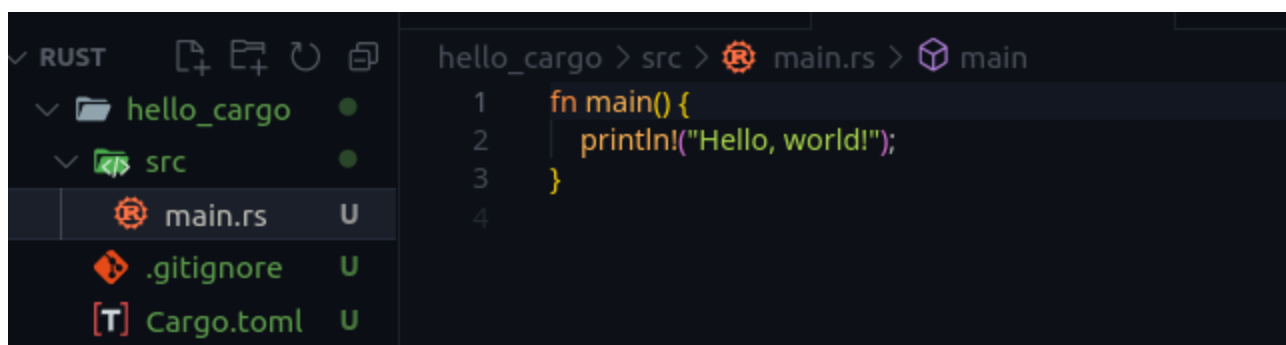 RUST
hello_cargo
src
main.rs U
.gitignore U
[T] Cargo.toml U
hello_cargo > src > main.rs > main
1 fn main() {
2 println!("Hello, world!");
3 }
4